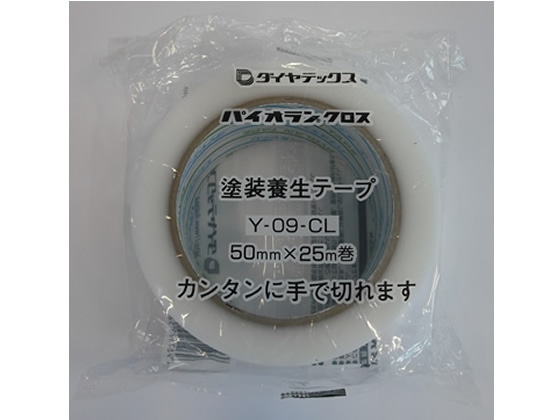 ダイヤテックス
パイオランクロス
塗装養生テープ
Y-09-CL
50mm×25m巻
カンタンに手で切れます